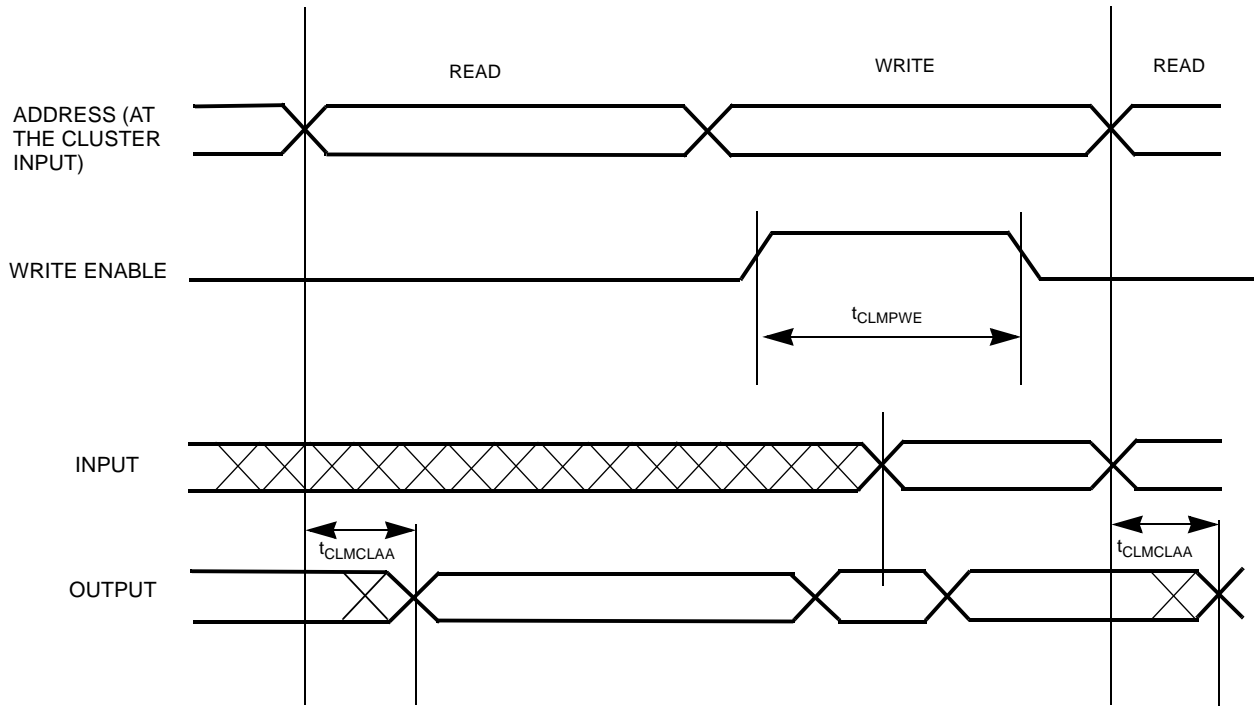 READ
WRITE
READ
ADDRESS (AT
THE CLUSTER
INPUT)
WRITE ENABLE
tCLMPWE
INPUT
tCLMCLAA
tCLMCLAA
OUTPUT